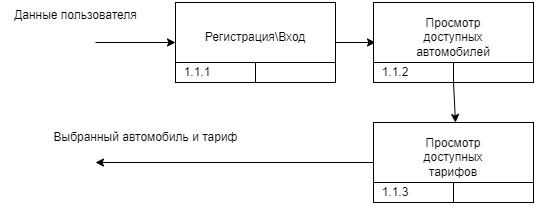 Данные пользователя
Регистрация\Вход
1.1.1
Просмотр
доступных
автомобилей
1.1.2
Выбранный автомобиль и тариф
Просмотр
доступных
тарифов
1.1.3